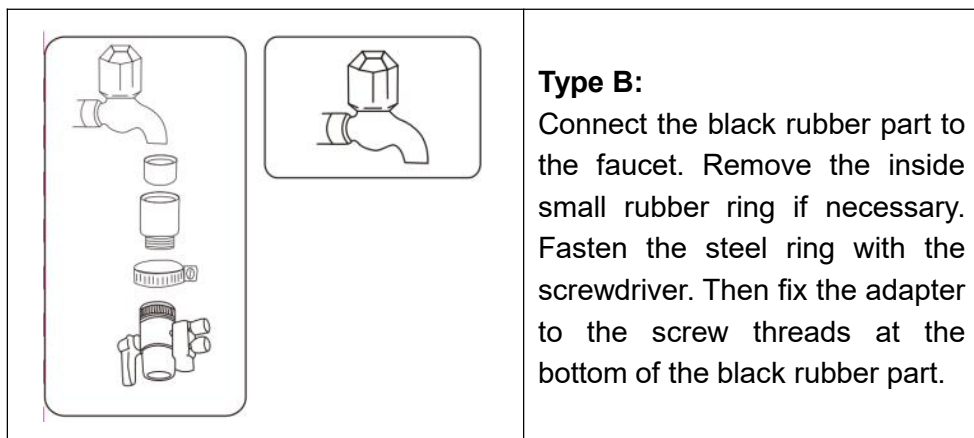 Type B:
Connect the black rubber part to
the faucet. Remove the inside
small rubber ring if necessary.
Fasten the steel ring with the
screwdriver. Then fix the adapter
to the screw threads at the
bottom of the black rubber part.